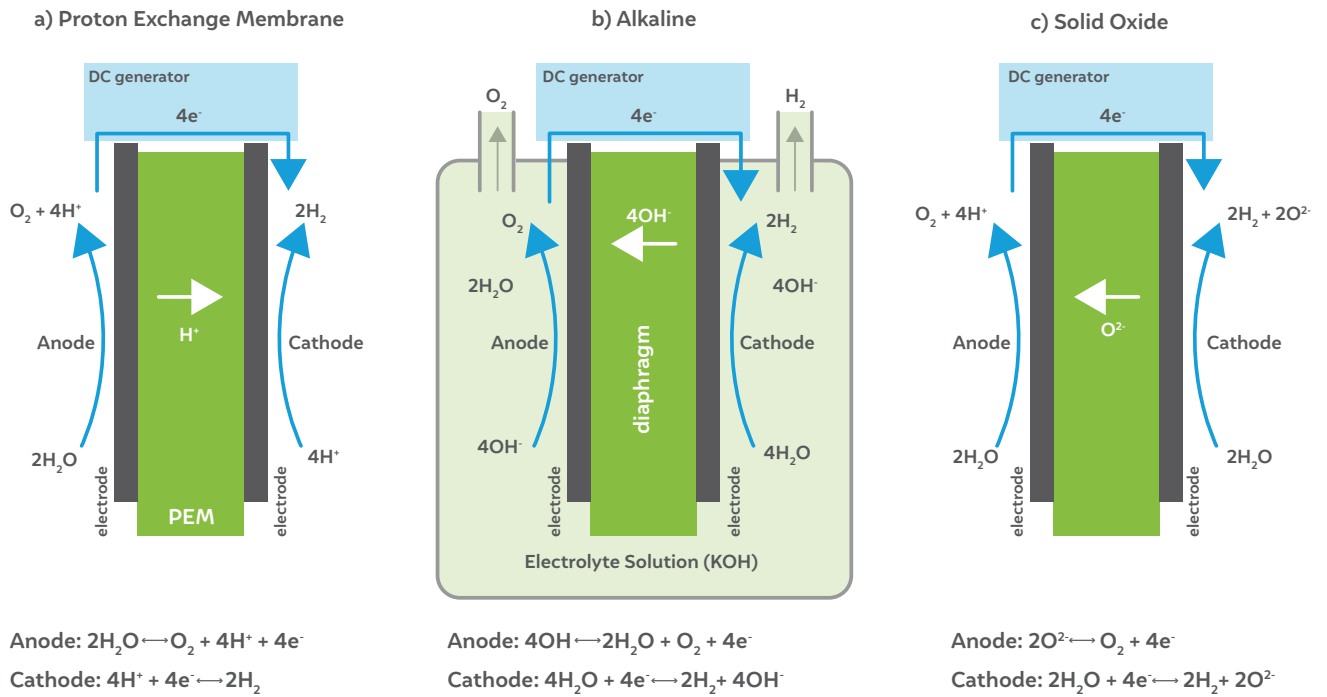 a) Proton Exchange Membrane
DC generator
4e⁻
O₂ + 4H⁺
2H₂
H⁺
Anode
Cathode
2H₂O
4H⁺
electrode
electrode
PEM
Anode: 2H₂O⟷O₂ + 4H⁺ + 4e⁻
Cathode: 4H⁺ + 4e⁻⟷2H₂
b) Alkaline
O₂
DC generator
H₂
4e⁻
O₂
4OH⁻
2H₂
2H₂O
4OH⁻
Anode
diaphragm
Cathode
4OH⁻
4H₂O
electrode
electrode
Electrolyte Solution (KOH)
Anode: 4OH⟷2H₂O + O₂ + 4e⁻
Cathode: 4H₂O + 4e⁻⟷2H₂+ 4OH⁻
c) Solid Oxide
DC generator
4e⁻
O₂ + 4H⁺
2H₂ + 2O²⁻
O²⁻
Anode
Cathode
2H₂O
2H₂O
electrode
electrode
Anode: 2O²⁻⟷O₂ + 4e⁻
Cathode: 2H₂O + 4e⁻⟷2H₂+ 2O²⁻